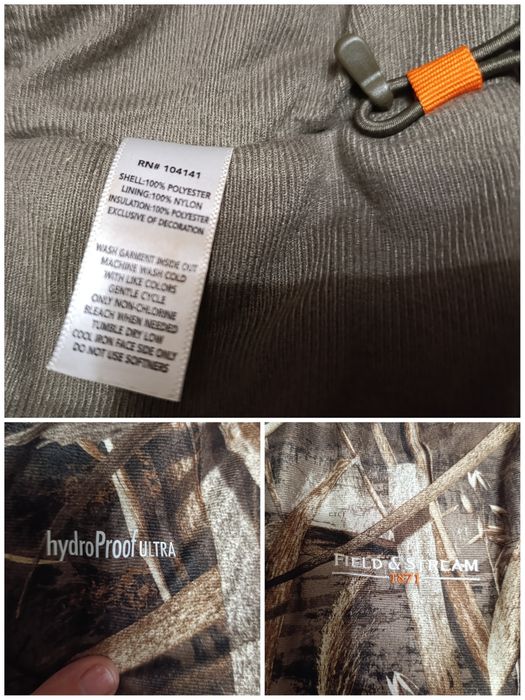 RN# 104141
SHELL:100% POLYESTER
LINING:100% NYLON
INSULATION:100% POLYESTER
EXCLUSIVE OF DECORATION
WASH GARMENT INSIDE OUT
MACHINE WASH COLD
WITH LIKE COLORS
GENTLE CYCLE
ONLY NON-CHLORINE
BLEACH WHEN NEEDED
TUMBLE DRY LOW
COOL IRON FACE SIDE ONLY
DO NOT USE SOFTNERS
hydroProof ULTRA
FIELD & STREAM
1871